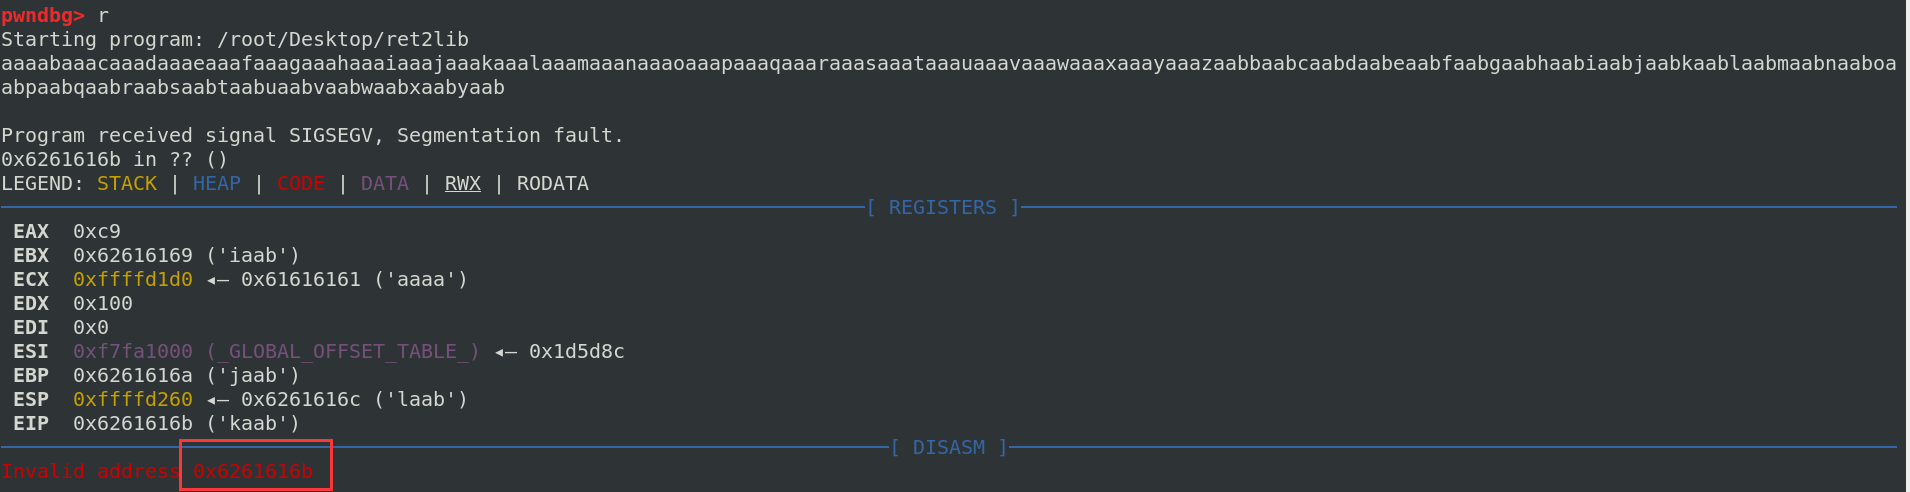 pwndbg> r
Starting program: /root/Desktop/ret2lib
aaaabaaacaaadaaaeaaafaaagaaahaaaiaaajaaakaaalaaamaaanaaaoaaapaaaqaaaraaasaaataaauaaavaaawaaaxaaayaaazaabbaabcaabdaabeaabfaabgaabhaabiaabjaabkaablaabmaabnaaboa
abpaabqaabraabsaabtaabuaabvaabwaabxaabyaab
Program received signal SIGSEGV, Segmentation fault.
0x6261616b in ?? ()
LEGEND: STACK | HEAP | CODE | DATA | RWX | RODATA
[ REGISTERS ]
EAX  0xc9
EBX  0x62616169 ('iaab')
ECX  0xffffd1d0 ◂— 0x61616161 ('aaaa')
EDX  0x100
EDI  0x0
ESI  0xf7fa1000 (_GLOBAL_OFFSET_TABLE_) ◂— 0x1d5d8c
EBP  0x6261616a ('jaab')
ESP  0xffffd260 ◂— 0x6261616c ('laab')
EIP  0x6261616b ('kaab')
[ DISASM ]
Invalid address 0x6261616b